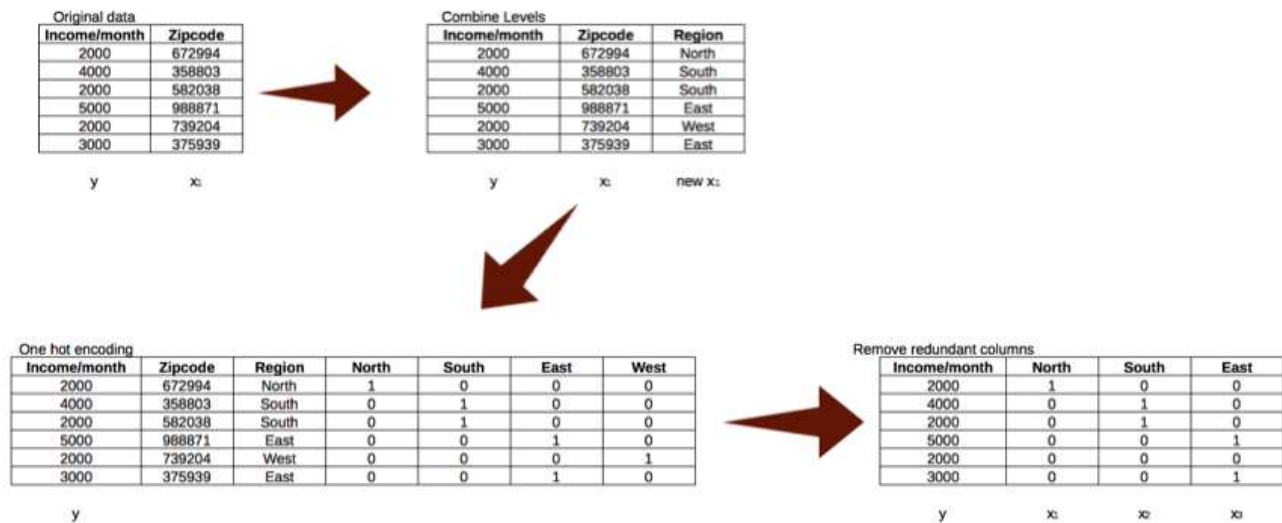 Original data
Income/month Zipcode
2000 672994
4000 358803
2000 582038
5000 988871
2000 739204
3000 375939
y x₁
Combine Levels
Income/month Zipcode Region
2000 672994 North
4000 358803 South
2000 582038 South
5000 988871 East
2000 739204 West
3000 375939 East
y x₁ new x₁
One hot encoding
Income/month Zipcode Region North South East West
2000 672994 North 1 0 0 0
4000 358803 South 0 1 0 0
2000 582038 South 0 1 0 0
5000 988871 East 0 0 1 0
2000 739204 West 0 0 0 1
3000 375939 East 0 0 1 0
y
Remove redundant columns
Income/month North South East
2000 1 0 0
4000 0 1 0
2000 0 1 0
5000 0 0 1
2000 0 0 0
3000 0 0 1
y x₁ x₂ x₃